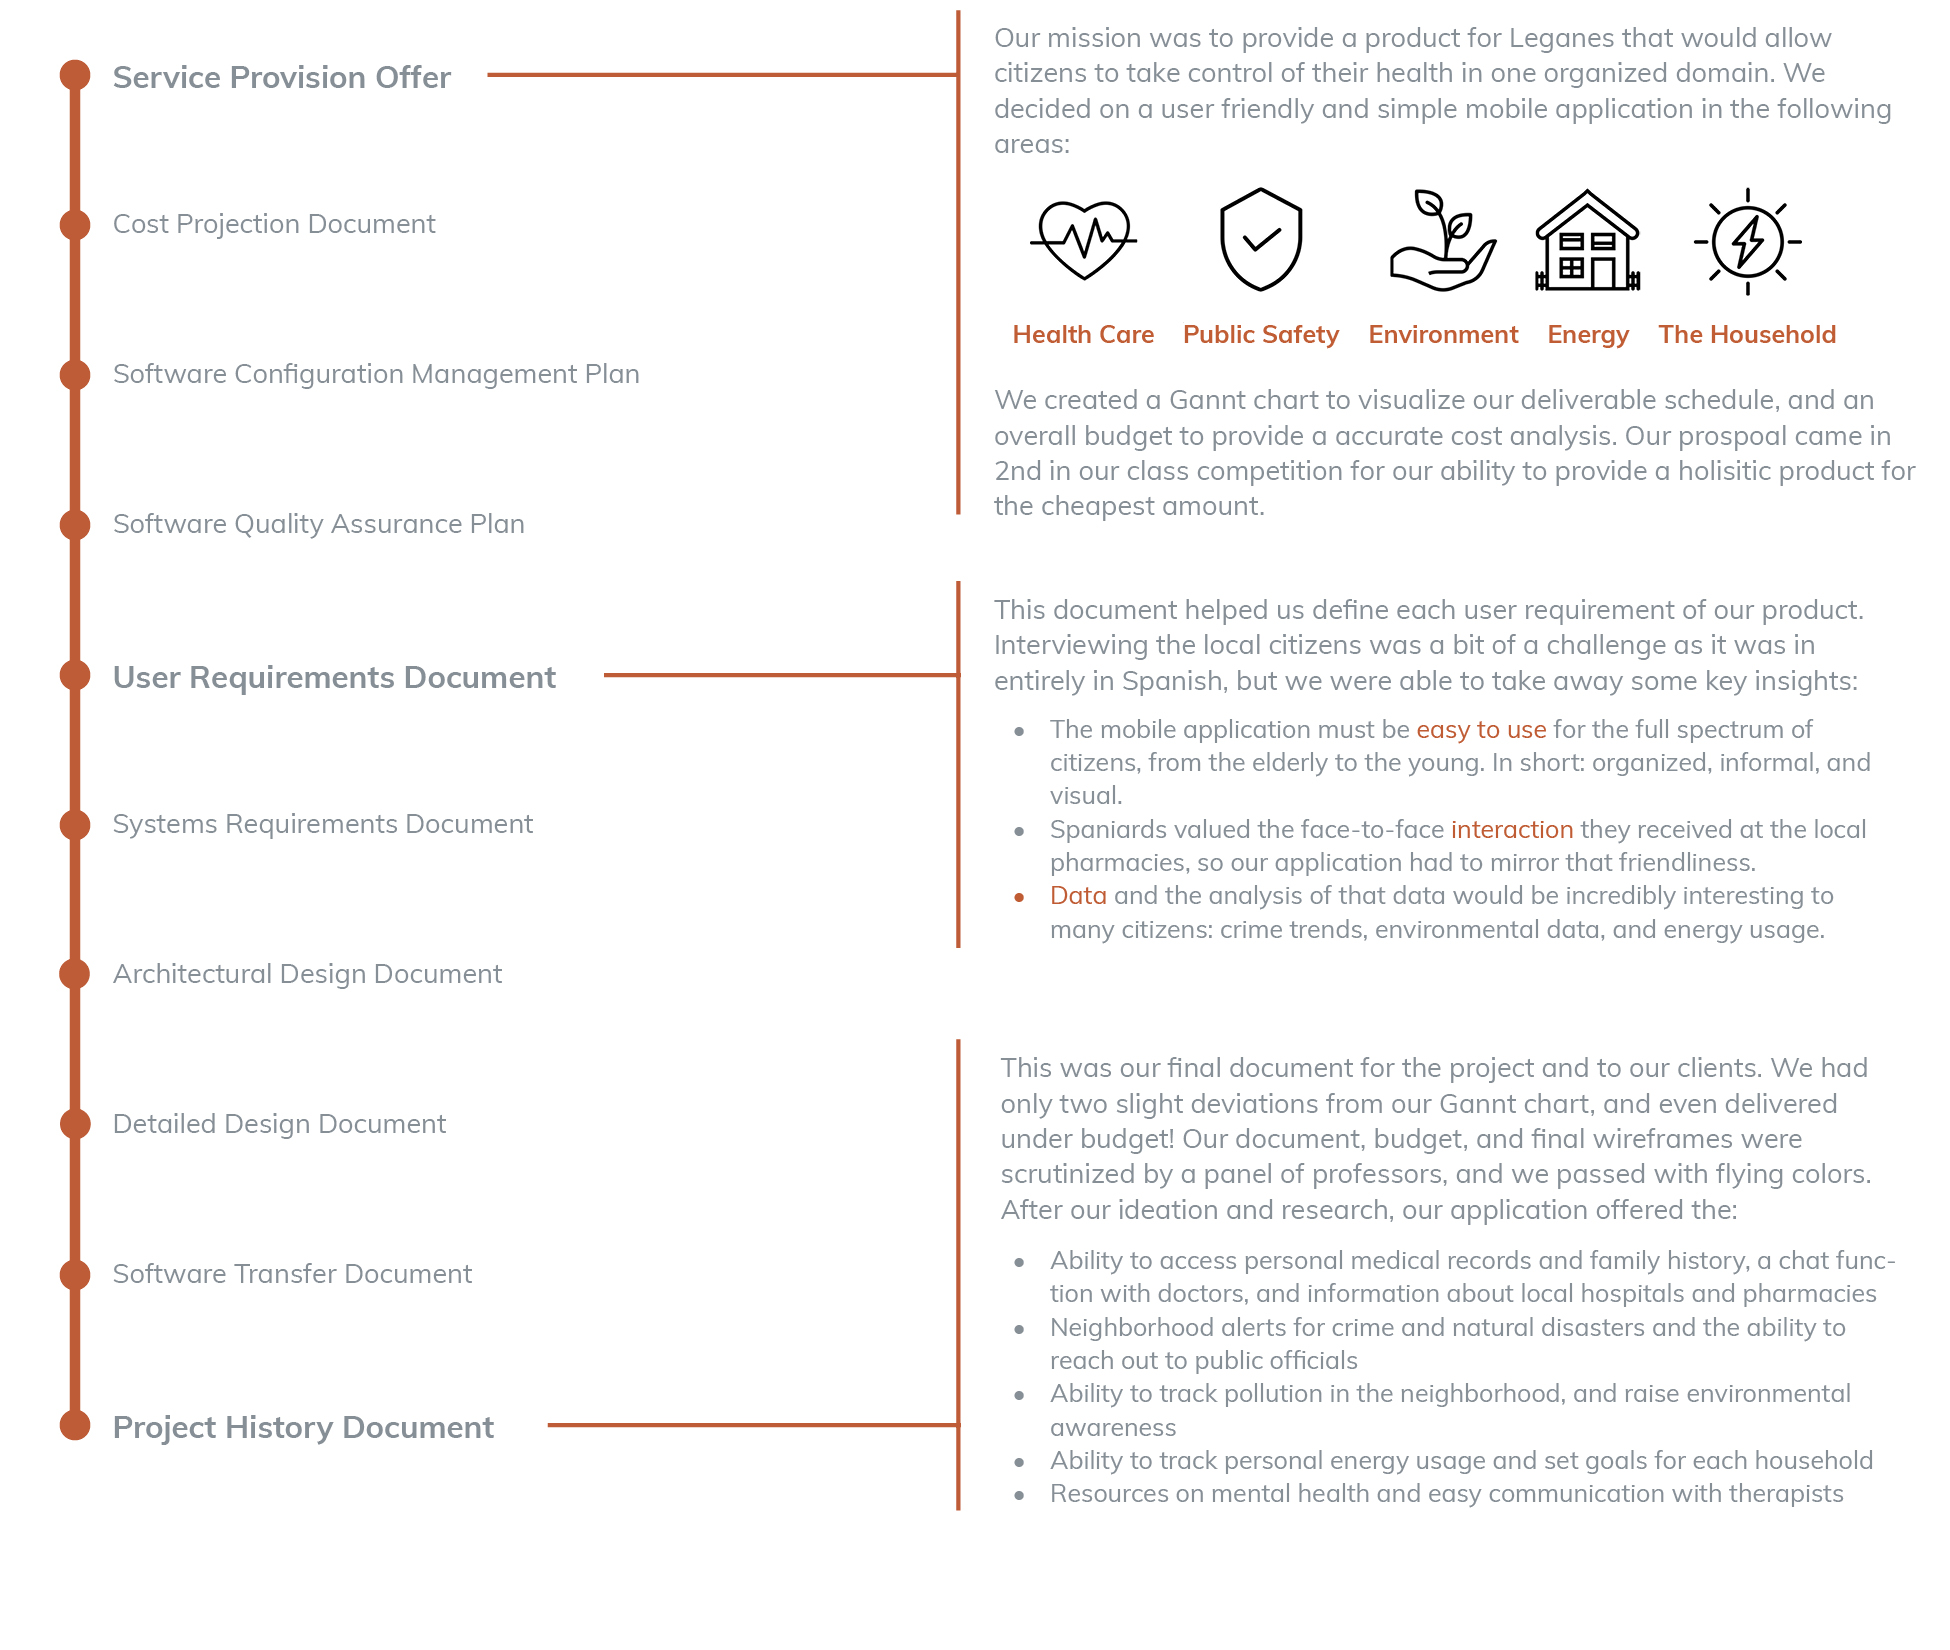 Service Provision Offer
Cost Projection Document
Software Configuration Management Plan
Software Quality Assurance Plan
User Requirements Document
Systems Requirements Document
Architectural Design Document
Detailed Design Document
Software Transfer Document
Project History Document
Our mission was to provide a product for Leganes that would allow
citizens to take control of their health in one organized domain. We
decided on a user friendly and simple mobile application in the following
areas:
Health Care Public Safety Environment Energy The Household
We created a Gannt chart to visualize our deliverable schedule, and an
overall budget to provide a accurate cost analysis. Our prospoal came in
2nd in our class competition for our ability to provide a holisitic product for
the cheapest amount.
This document helped us define each user requirement of our product.
Interviewing the local citizens was a bit of a challenge as it was in
entirely in Spanish, but we were able to take away some key insights:
• The mobile application must be easy to use for the full spectrum of
citizens, from the elderly to the young. In short: organized, informal, and
visual.
• Spaniards valued the face-to-face interaction they received at the local
pharmacies, so our application had to mirror that friendliness.
• Data and the analysis of that data would be incredibly interesting to
many citizens: crime trends, environmental data, and energy usage.
This was our final document for the project and to our clients. We had
only two slight deviations from our Gannt chart, and even delivered
under budget! Our document, budget, and final wireframes were
scrutinized by a panel of professors, and we passed with flying colors.
After our ideation and research, our application offered the:
• Ability to access personal medical records and family history, a chat func-
tion with doctors, and information about local hospitals and pharmacies
• Neighborhood alerts for crime and natural disasters and the ability to
reach out to public officials
• Ability to track pollution in the neighborhood, and raise environmental
awareness
• Ability to track personal energy usage and set goals for each household
• Resources on mental health and easy communication with therapists